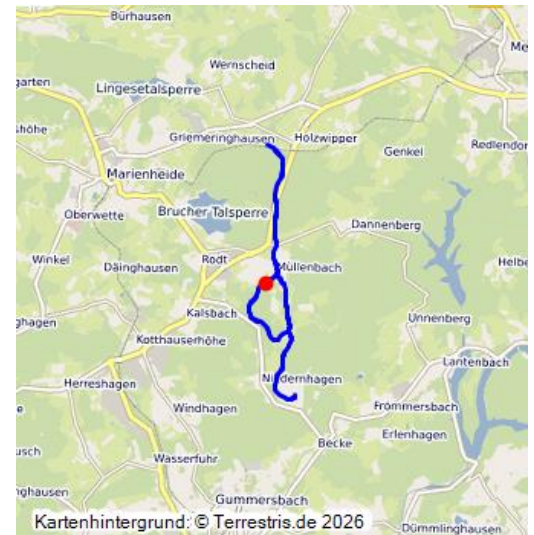 Bürhausen
Me
Wernscheid
garten
Lingesetalsperre
shöhe
Griemeringhausen
Holzwipper
Redlendor
Genkel
Marienheide
Oberwette
Brucher Talsperre
Dannenberg
Winkel
Däinghausen
Rodt
Müllenbach
Helbe
Kalsbach
hagen
Unnenberg
Kotthauserhöhe
Lantenbach
Herreshagen
Niedernhagen
e
Windhagen
Frömmersbach
Erlenhagen
Becke
usch
Wasserfuhr
nghausen
Gummersbach
Kartenhintergrund: © Terrestris.de 2026
Dümmlinghausen